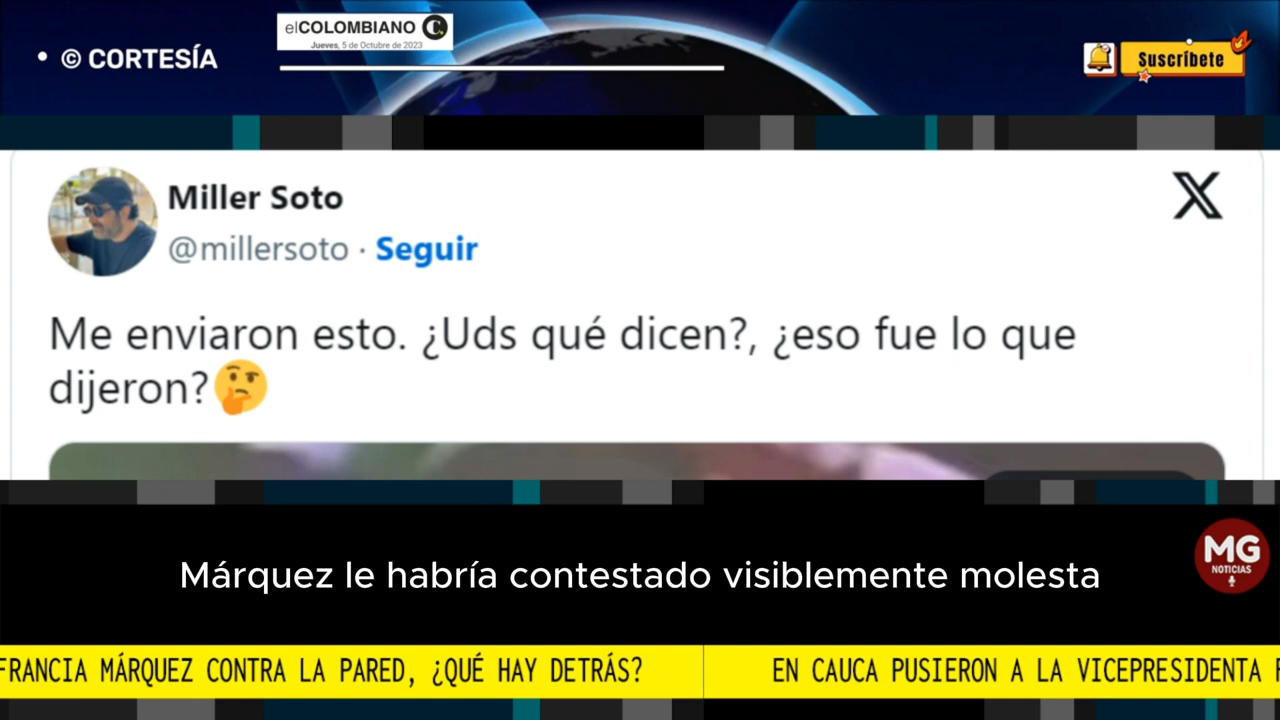 © CORTESÍA
elCOLOMBIANO
Jueves, 5 de Octubre de 2023
Suscríbete
Miller Soto
@millersoto · Seguir
Me enviaron esto. ¿Uds qué dicen?, ¿eso fue lo que
dijeron?🤔
Márquez le habría contestado visiblemente molesta
MG
NOTICIAS
FRANCIA MÁRQUEZ CONTRA LA PARED, ¿QUÉ HAY DETRÁS? EN CAUCA PUSIERON A LA VICEPRESIDENTA